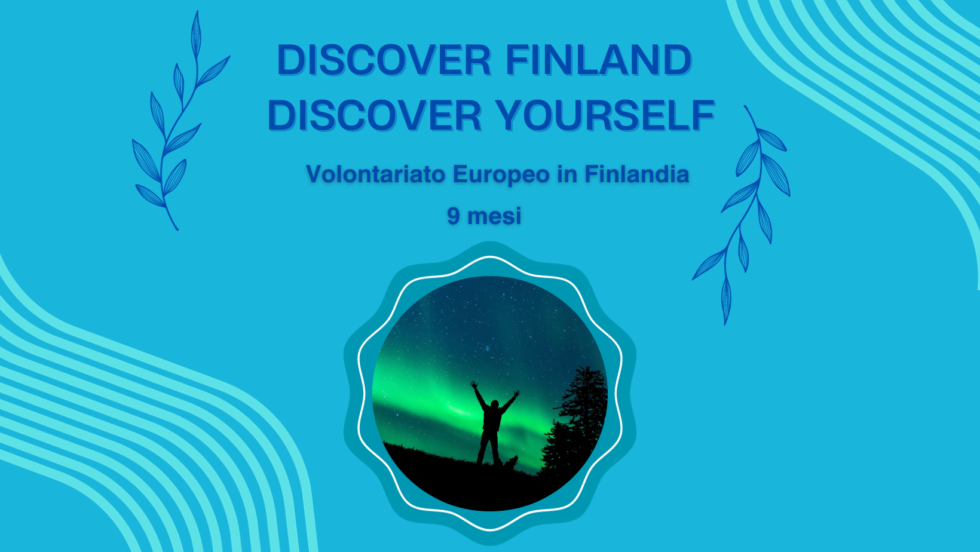 DISCOVER FINLAND
DISCOVER YOURSELF
Volontariato Europeo in Finlandia
9 mesi